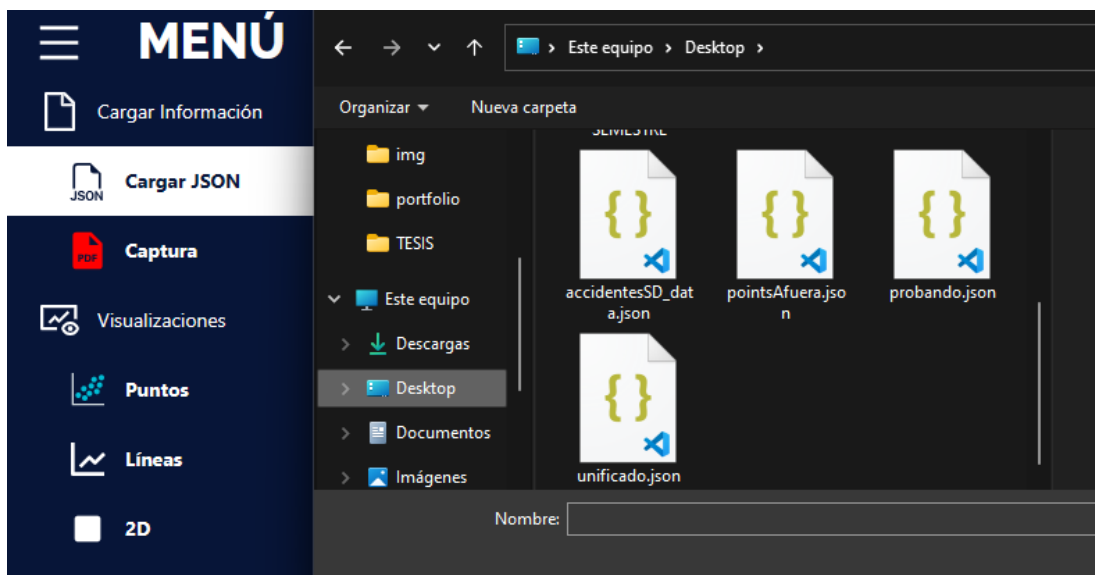 MENÚ
Cargar Información
JSON
Cargar JSON
PDF
Captura
Visualizaciones
Puntos
Líneas
2D
Este equipo > Desktop >
Organizar
Nueva carpeta
img
portfolio
TESIS
Este equipo
Descargas
Desktop
Documentos
Imágenes
SEMESTRE
accidentesSD_dat
a.json
pointsAfuera.jso
n
probando.json
unificado.json
Nombre: